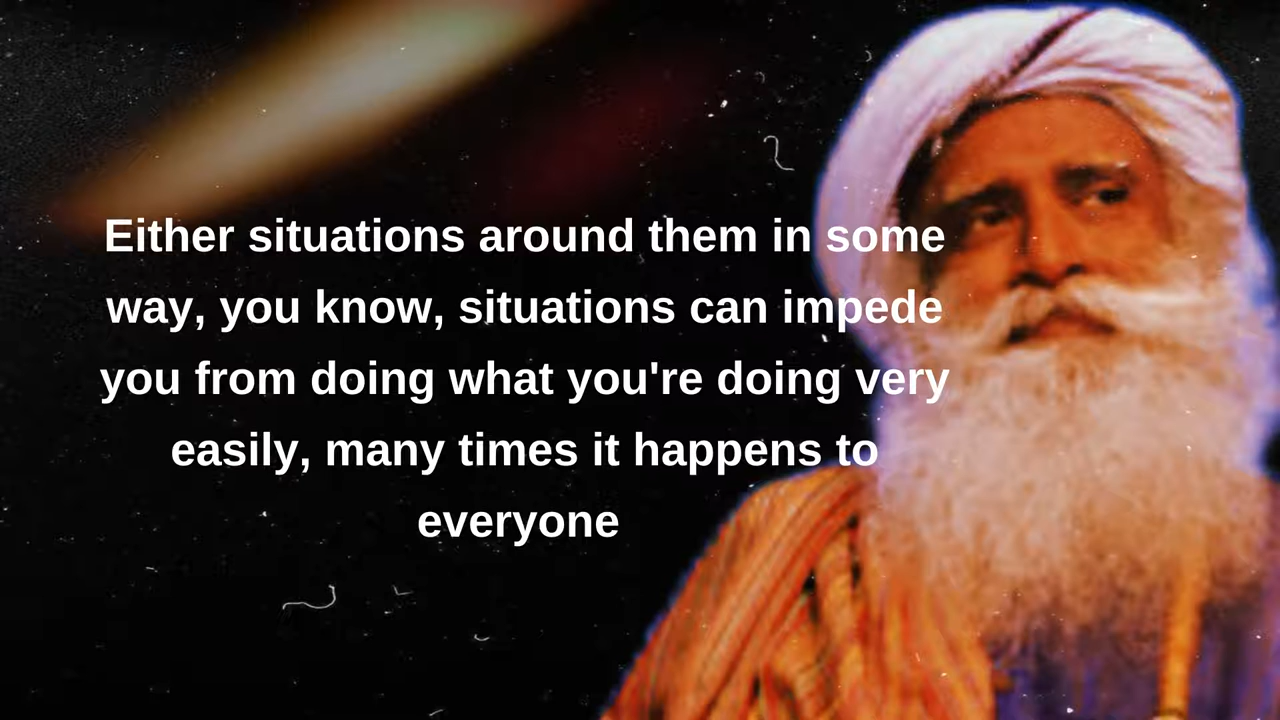 Either situations around them in some
way, you know, situations can impede
you from doing what you're doing very
easily, many times it happens to
everyone